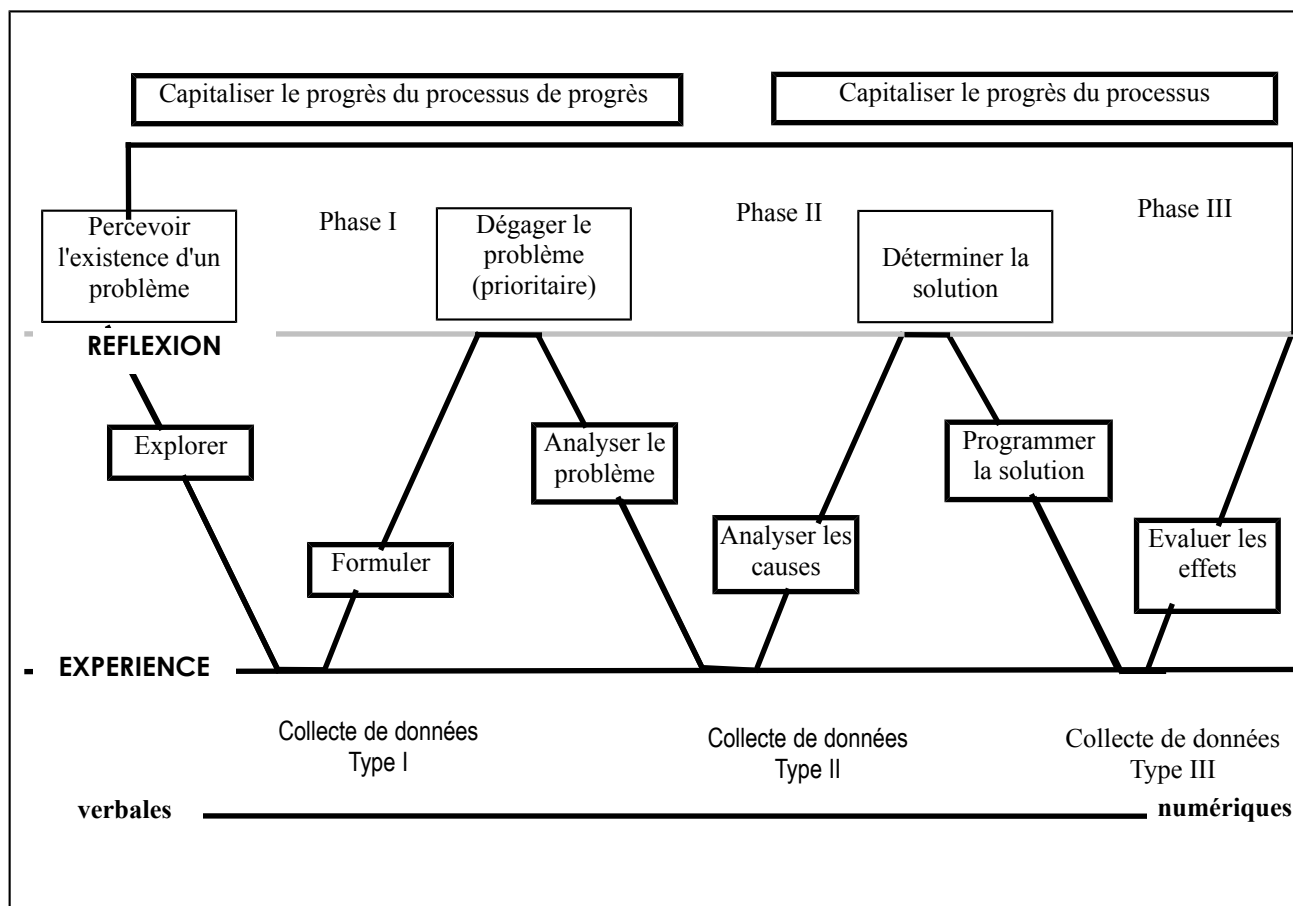 Capitaliser le progrès du processus de progrès
Capitaliser le progrès du processus
Percevoir
l'existence d'un
problème
Phase I
Dégager le
problème
(prioritaire)
Phase II
Déterminer la
solution
Phase III
REFLEXION
Explorer
Formuler
Analyser le
problème
Analyser les
causes
Programmer
la solution
Evaluer les
effets
EXPERIENCE
Collecte de données
Type I
Collecte de données
Type II
Collecte de données
Type III
verbales
numériques